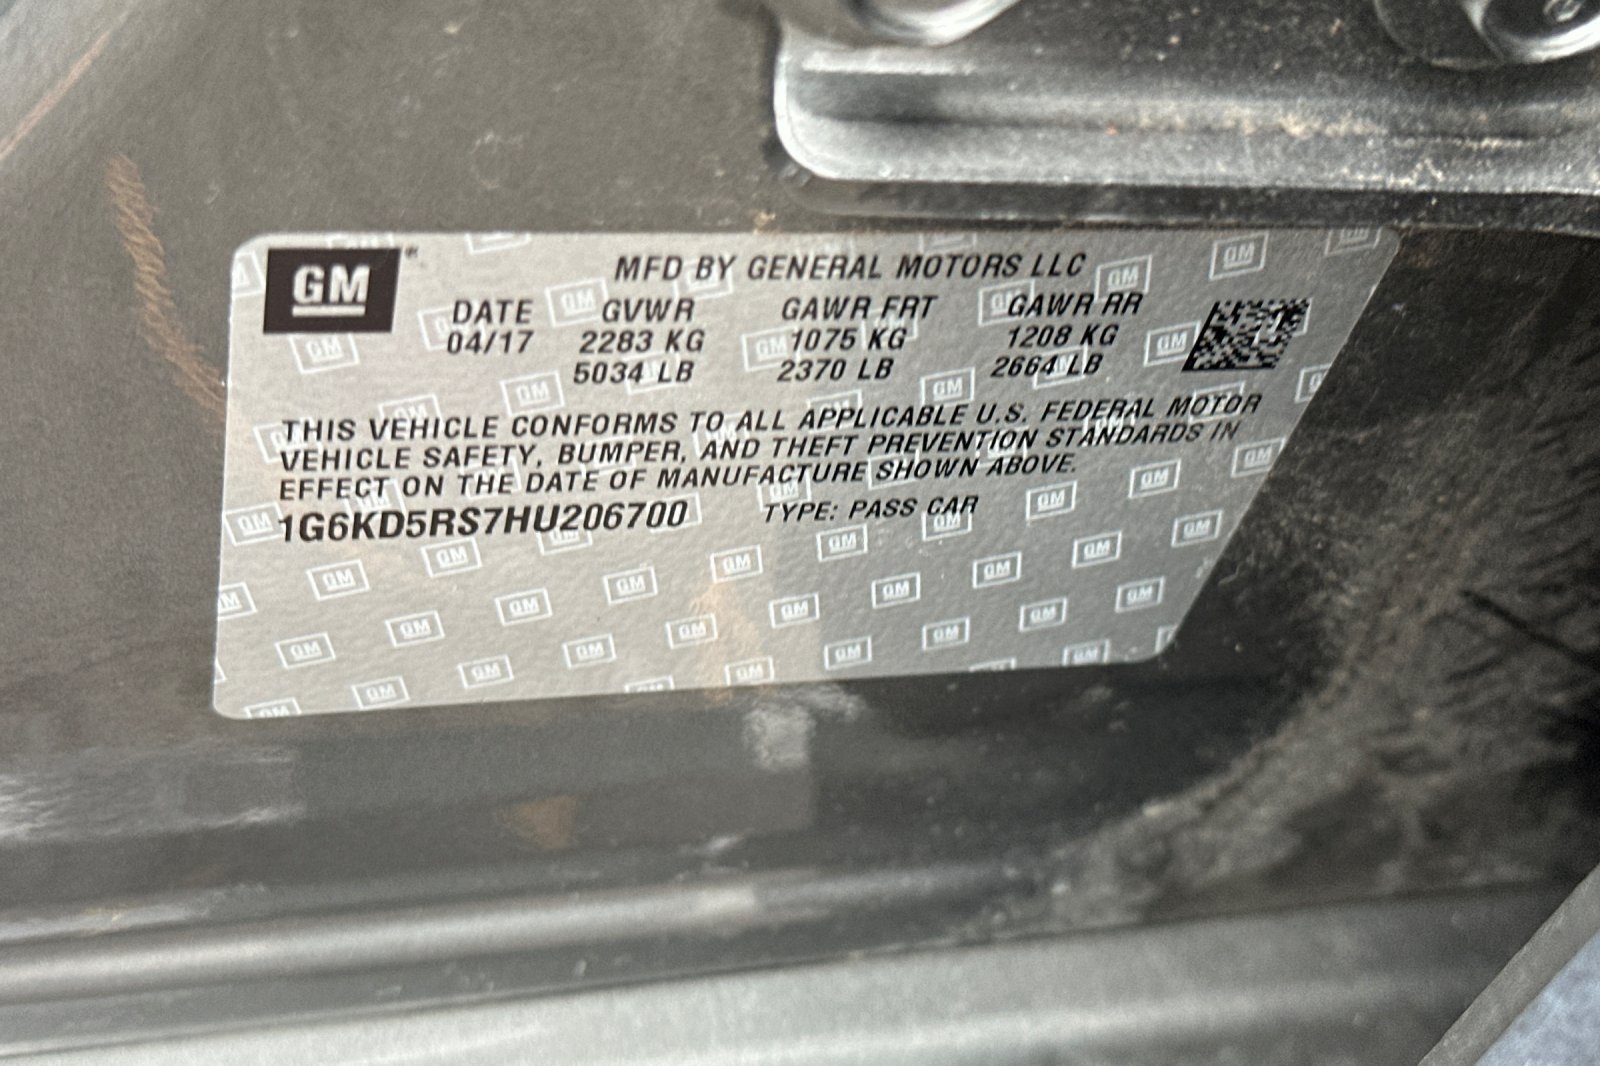 GM
MFD BY GENERAL MOTORS LLC
DATE GVWR GAWR FRT GAWR RR
04/17 2283 KG 1075 KG 1208 KG
5034 LB 2370 LB 2664 LB
THIS VEHICLE CONFORMS TO ALL APPLICABLE U.S. FEDERAL MOTOR
VEHICLE SAFETY, BUMPER, AND THEFT PREVENTION STANDARDS IN
EFFECT ON THE DATE OF MANUFACTURE SHOWN ABOVE.
1G6KD5RS7HU206700 TYPE: PASS CAR